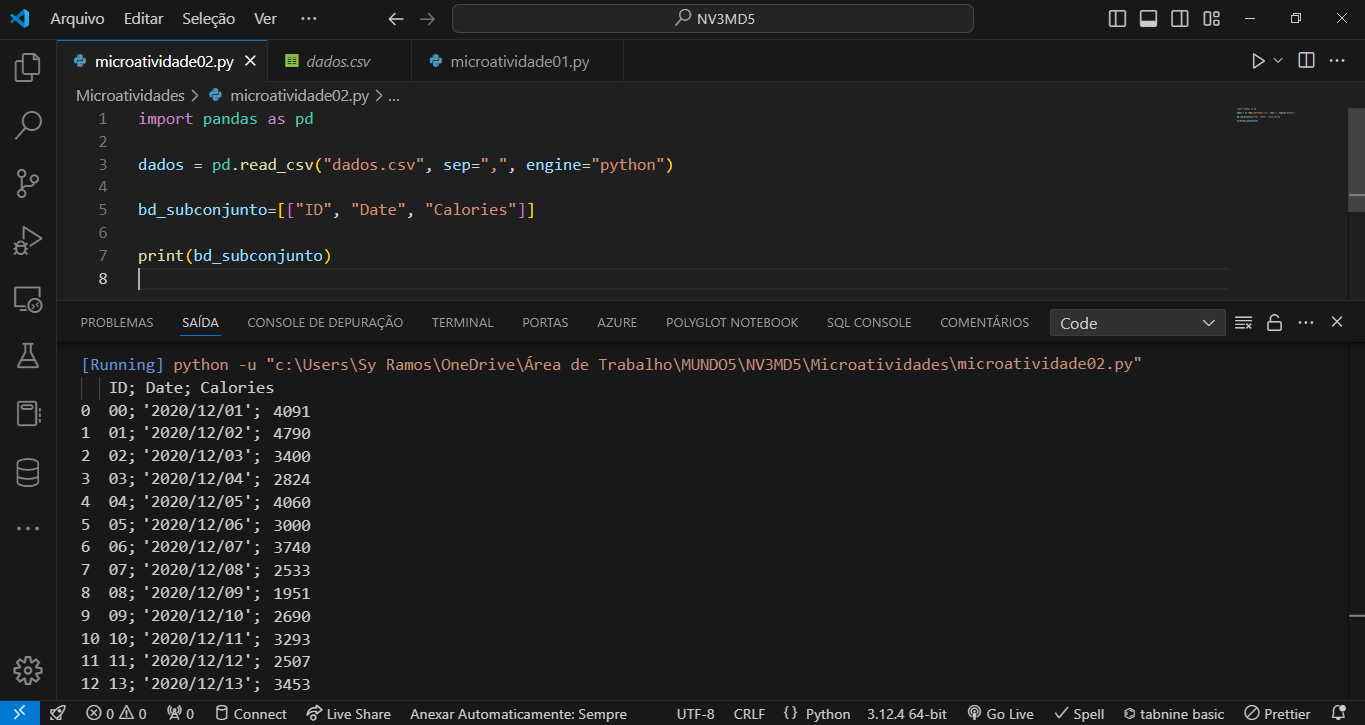 Arquivo Editar Seleção Ver ··· NV3MD5
microatividade02.py dados.csv microatividade01.py
Microatividades > microatividade02.py > ...
1 import pandas as pd
2
3 dados = pd.read_csv("dados.csv", sep=",", engine="python")
4
5 bd_subconjunto=[["ID", "Date", "Calories"]]
6
7 print(bd_subconjunto)
8
PROBLEMAS SAÍDA CONSOLE DE DEPURAÇÃO TERMINAL PORTAS AZURE POLYGLOT NOTEBOOK SQL CONSOLE COMENTÁRIOS Code
[Running] python -u "c:\Users\Sy Ramos\OneDrive\Área de Trabalho\MUNDO5\NV3MD5\Microatividades\microatividade02.py"
ID; Date; Calories
0 00; '2020/12/01'; 4091
1 01; '2020/12/02'; 4790
2 02; '2020/12/03'; 3400
3 03; '2020/12/04'; 2824
4 04; '2020/12/05'; 4060
5 05; '2020/12/06'; 3000
6 06; '2020/12/07'; 3740
7 07; '2020/12/08'; 2533
8 08; '2020/12/09'; 1951
9 09; '2020/12/10'; 2690
10 10; '2020/12/11'; 3293
11 11; '2020/12/12'; 2507
12 13; '2020/12/13'; 3453
0 0 0 Connect Live Share Anexar Automaticamente: Sempre UTF-8 CRLF {} Python 3.12.4 64-bit Go Live Spell tabnine basic Prettier